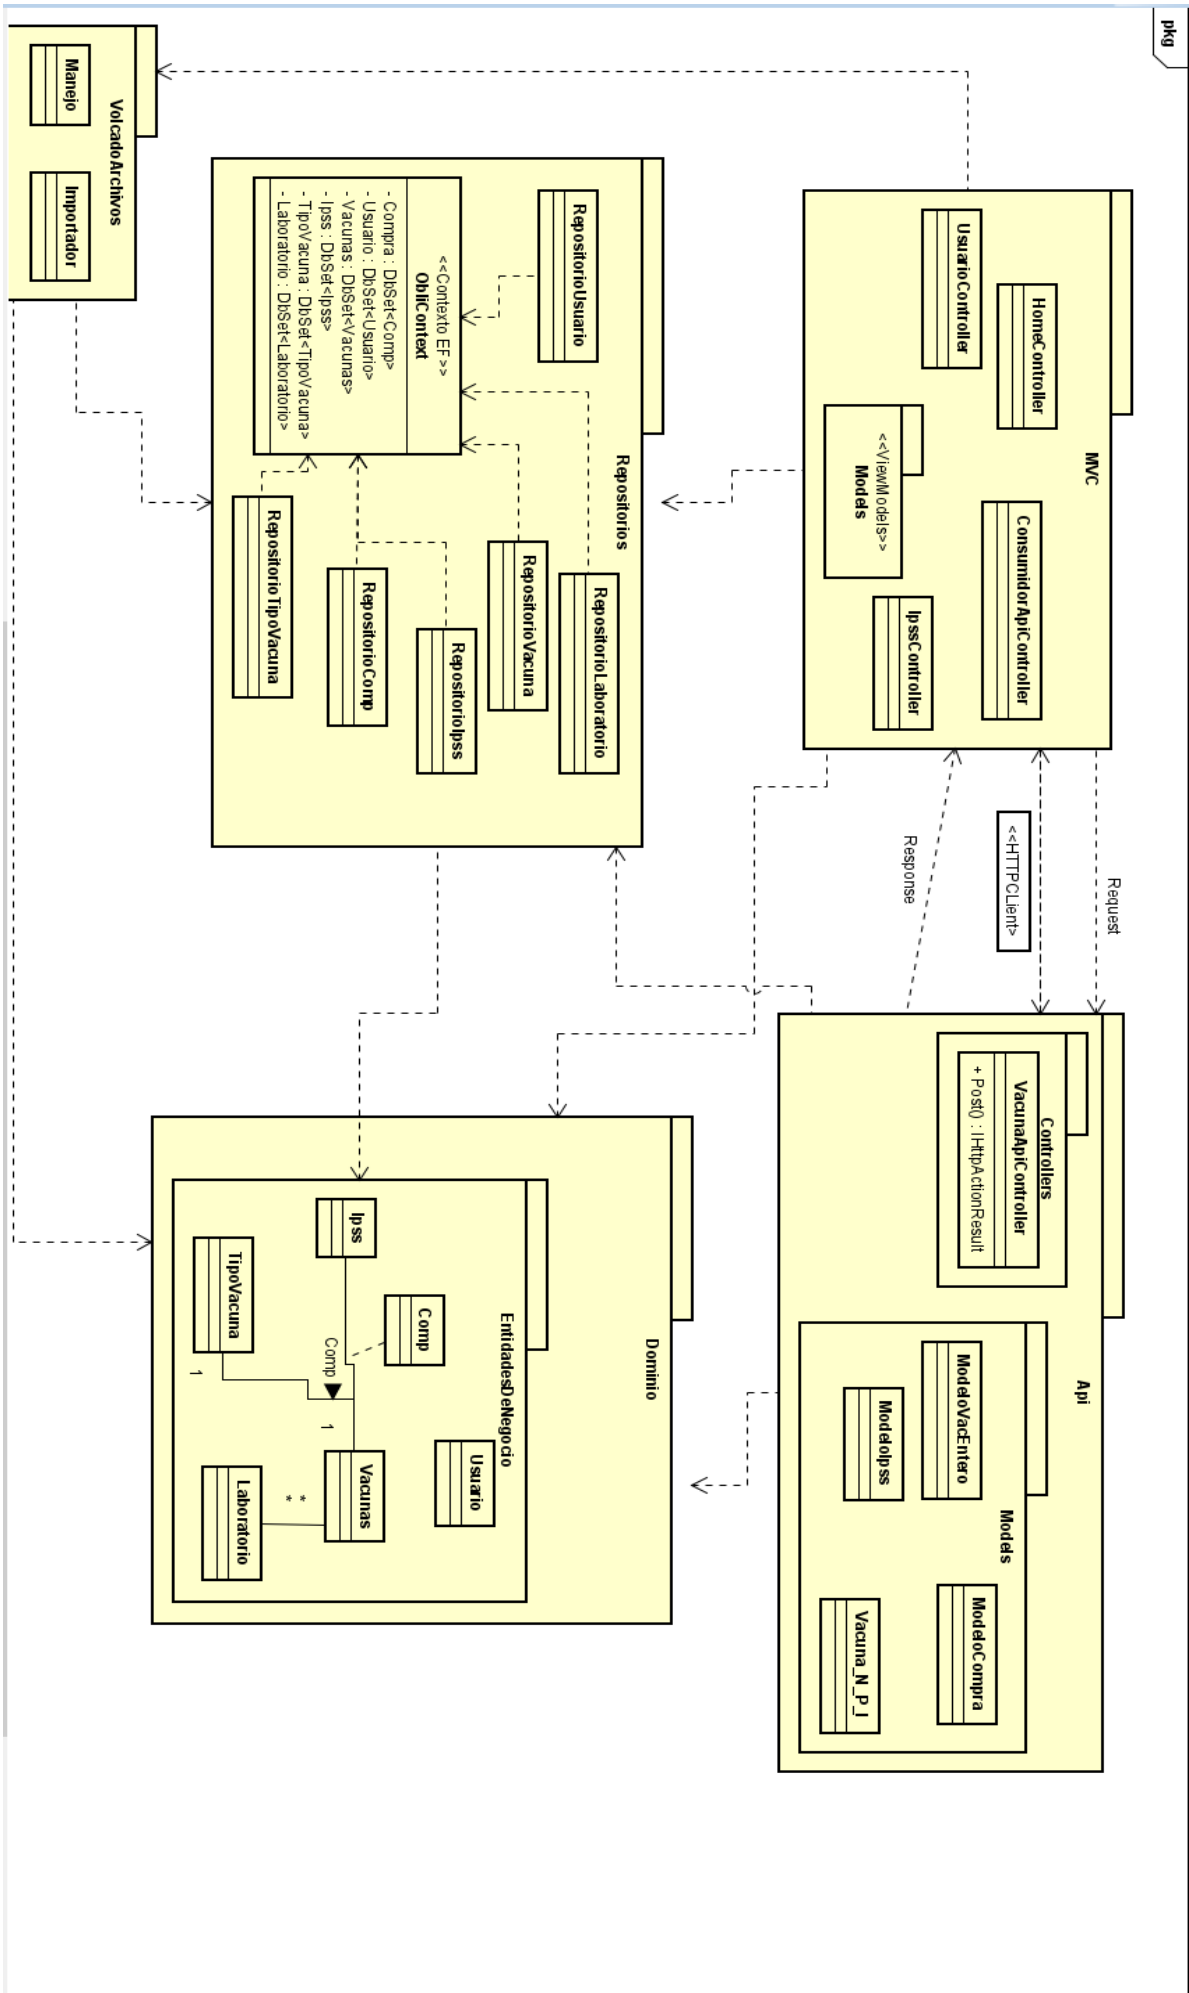 pkg
MVC
HomeController
ConsumidorApiController
UsuarioController
<<ViewModels>>
Models
IpssController
Request
<<HTTPCLient>
Response
Api
Controllers
VacunaApiController
+ Post() : IHttpActionResult
Models
ModeloVacEntero
ModeloCompra
ModeloIpss
Vacuna_N_P_I
Repositorios
RepositorioUsuario
RepositorioLaboratorio
<<Contexto EF>>
ObliContext
- Compra : DbSet<Comp>
- Usuario : DbSet<Usuario>
- Vacunas : DbSet<Vacunas>
- Ipss : DbSet<Ipss>
- TipoVacuna : DbSet<TipoVacuna>
- Laboratorio : DbSet<Laboratorio>
RepositorioVacuna
RepositorioIpss
RepositorioComp
RepositorioTipoVacuna
Dominio
EntidadesDeNegocio
Usuario
Comp
Ipss
Comp
1
Vacunas
TipoVacuna
1
*
*
Laboratorio
VolcadoArchivos
Manejo
Importador